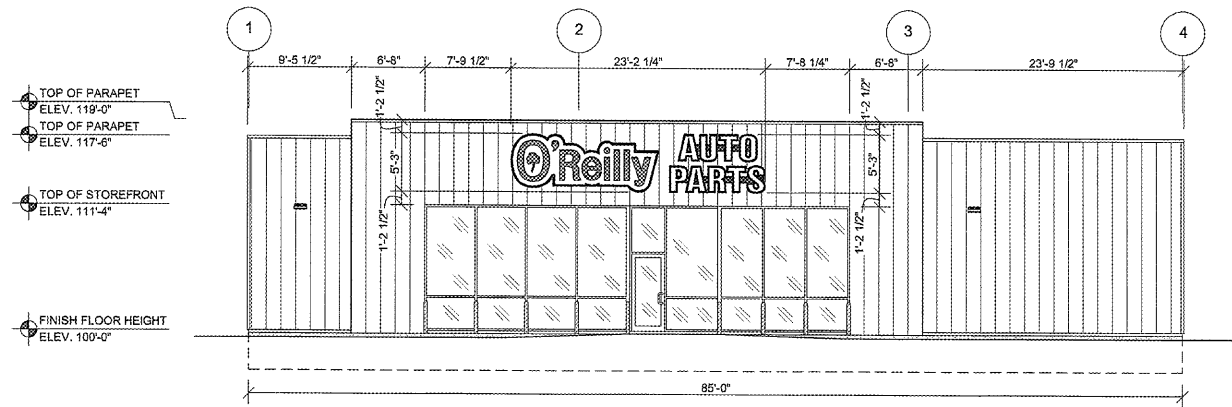 1
2
3
4
9'-5 1/2"
6'-8"
7'-9 1/2"
23'-2 1/4"
7'-8 1/4"
6'-8"
23'-9 1/2"
TOP OF PARAPET
ELEV. 119'-0"
TOP OF PARAPET
ELEV. 117'-6"
TOP OF STOREFRONT
ELEV. 111'-4"
FINISH FLOOR HEIGHT
ELEV. 100'-0"
1'-2 1/2"
5'-3"
1'-2 1/2"
O'Reilly
AUTO
PARTS
1'-2 1/2"
5'-3"
1'-2 1/2"
85'-0"